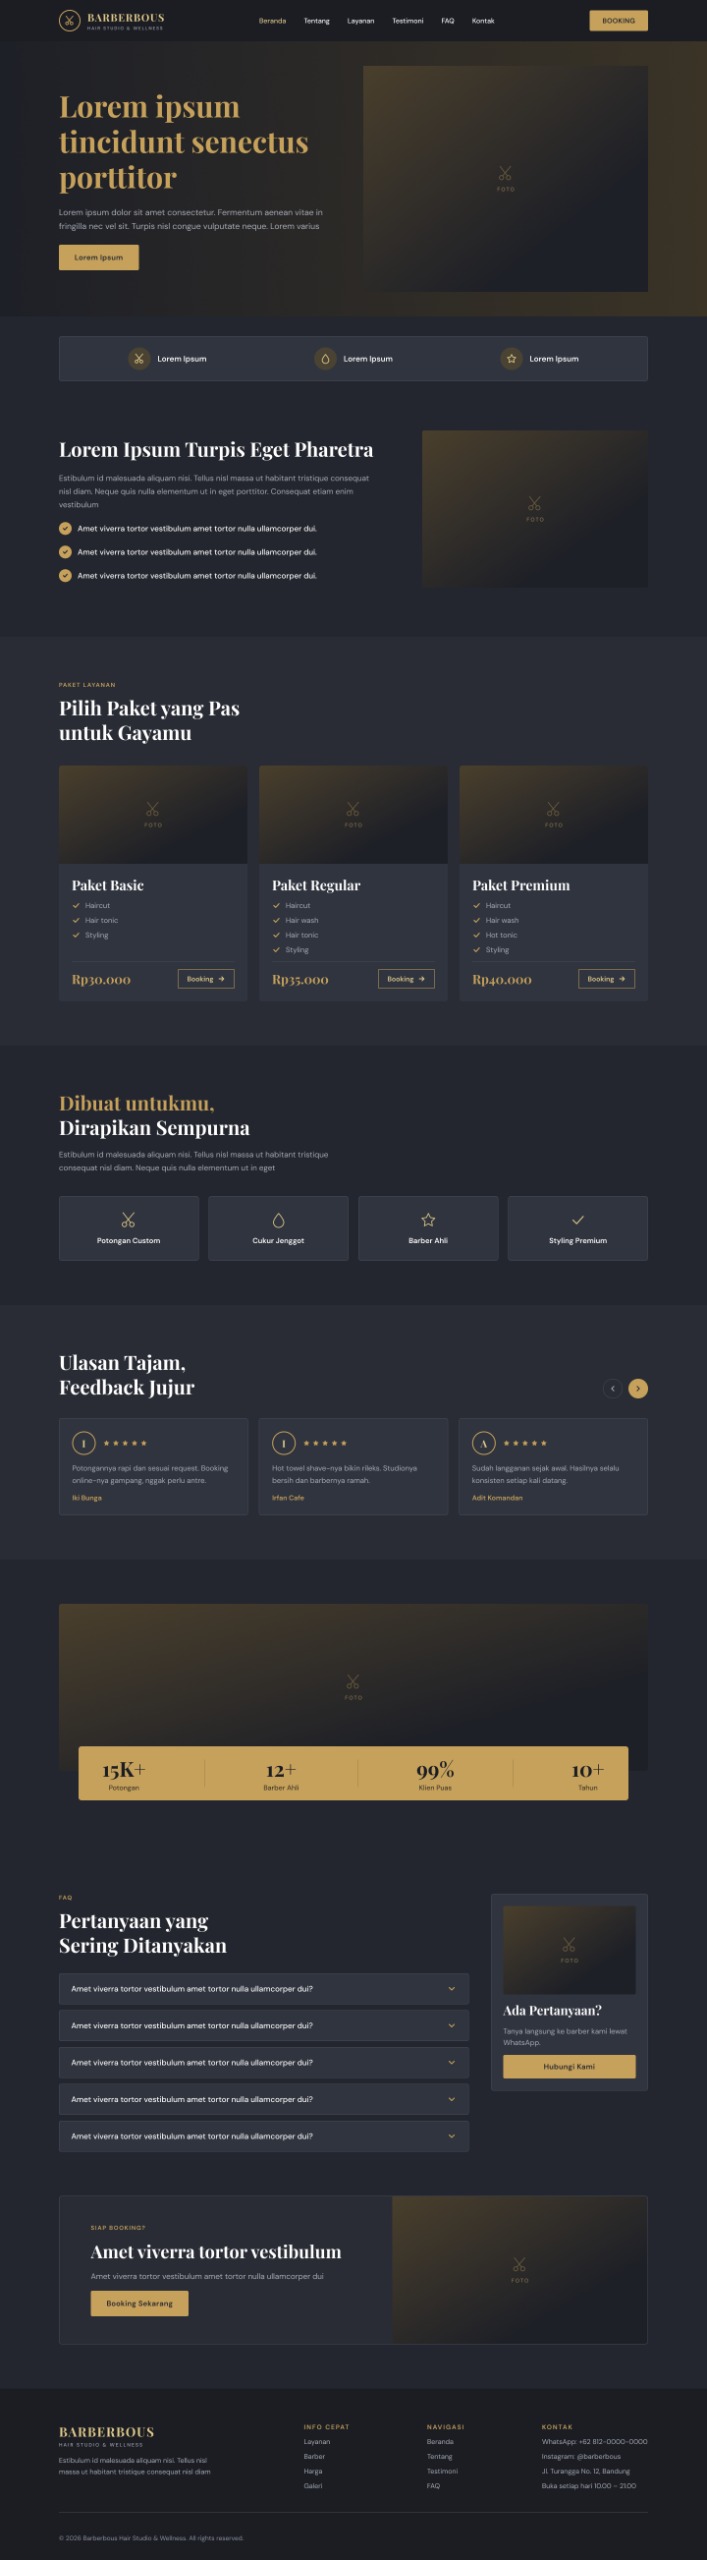 BARBERBOUS
HAIR STUDIO & WELLNESS
Beranda Tentang Layanan Testimoni FAQ Kontak
BOOKING
Lorem ipsum
tincidunt senectus
porttitor
Lorem ipsum dolor sit amet consectetur. Fermentum aenean vitae in
fringilla nec vel sit. Turpis nisl congue vulputate neque. Lorem varius
Lorem Ipsum
FOTO
Lorem Ipsum
Lorem Ipsum
Lorem Ipsum
Lorem Ipsum Turpis Eget Pharetra
Estibulum id malesuada aliquam nisi. Tellus nisl massa ut habitant tristique consequat
nisl diam. Neque quis nulla elementum ut in eget porttitor. Consequat etiam enim
vestibulum
Amet viverra tortor vestibulum amet tortor nulla ullamcorper dui.
Amet viverra tortor vestibulum amet tortor nulla ullamcorper dui.
Amet viverra tortor vestibulum amet tortor nulla ullamcorper dui.
FOTO
PAKET LAYANAN
Pilih Paket yang Pas
untuk Gayamu
FOTO
Paket Basic
Haircut
Hair tonic
Styling
Rp30.000
Booking
FOTO
Paket Regular
Haircut
Hair wash
Hair tonic
Styling
Rp35.000
Booking
FOTO
Paket Premium
Haircut
Hair wash
Hot tonic
Styling
Rp40.000
Booking
Dibuat untukmu,
Dirapikan Sempurna
Estibulum id malesuada aliquam nisi. Tellus nisl massa ut habitant tristique
consequat nisl diam. Neque quis nulla elementum ut in eget
Potongan Custom
Cukur Jenggot
Barber Ahli
Styling Premium
Ulasan Tajam,
Feedback Jujur
I
Potongannya rapi dan sesuai request. Booking
online-nya gampang, nggak perlu antre.
Iki Bunga
I
Hot towel shave-nya bikin rileks. Studionya
bersih dan barbernya ramah.
Irfan Cafe
A
Sudah langganan sejak awal. Hasilnya selalu
konsisten setiap kali datang.
Adit Komandan
FOTO
15K+
Potongan
12+
Barber Ahli
99%
Klien Puas
10+
Tahun
FAQ
Pertanyaan yang
Sering Ditanyakan
Amet viverra tortor vestibulum amet tortor nulla ullamcorper dui?
Amet viverra tortor vestibulum amet tortor nulla ullamcorper dui?
Amet viverra tortor vestibulum amet tortor nulla ullamcorper dui?
Amet viverra tortor vestibulum amet tortor nulla ullamcorper dui?
Amet viverra tortor vestibulum amet tortor nulla ullamcorper dui?
FOTO
Ada Pertanyaan?
Tanya langsung ke barber kami lewat
WhatsApp.
Hubungi Kami
SIAP BOOKING?
Amet viverra tortor vestibulum
Amet viverra tortor vestibulum amet tortor nulla ullamcorper dui
Booking Sekarang
FOTO
BARBERBOUS
HAIR STUDIO & WELLNESS
Estibulum id malesuada aliquam nisi. Tellus nisl
massa ut habitant tristique consequat nisl diam
INFO CEPAT
Layanan
Barber
Harga
Galeri
NAVIGASI
Beranda
Tentang
Testimoni
FAQ
KONTAK
WhatsApp: +62 812-0000-0000
Instagram: @barberbous
Jl. Turangga No. 12, Bandung
Buka setiap hari 10.00 – 21.00
© 2026 Barberbous Hair Studio & Wellness. All rights reserved.